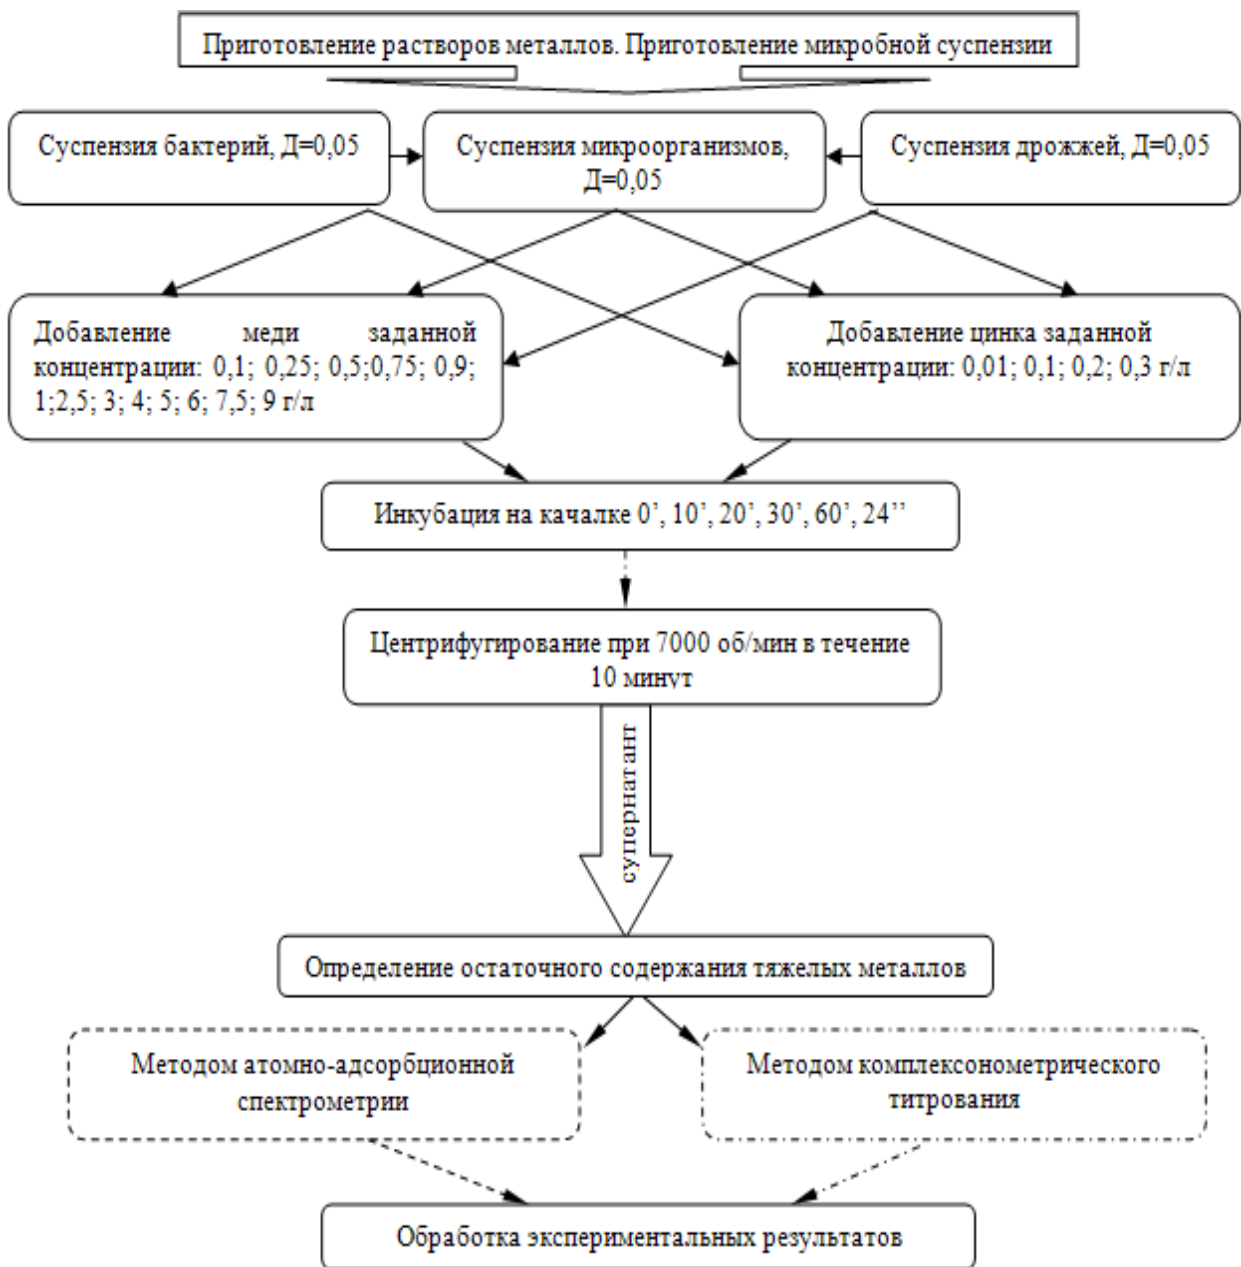 Приготовление растворов металлов. Приготовление микробной суспензии
Суспензия бактерий, Д=0,05
Суспензия микроорганизмов,
Д=0,05
Суспензия дрожжей, Д=0,05
Добавление меди заданной
концентрации: 0,1; 0,25; 0,5;0,75; 0,9;
1;2,5; 3; 4; 5; 6; 7,5; 9 г/л
Добавление цинка заданной
концентрации: 0,01; 0,1; 0,2; 0,3 г/л
Инкубация на качалке 0’, 10’, 20’, 30’, 60’, 24’’
Центрифугирование при 7000 об/мин в течение
10 минут
супернатант
Определение остаточного содержания тяжелых металлов
Методом атомно-адсорбционной
спектрометрии
Методом комплексонометрического
титрования
Обработка экспериментальных результатов